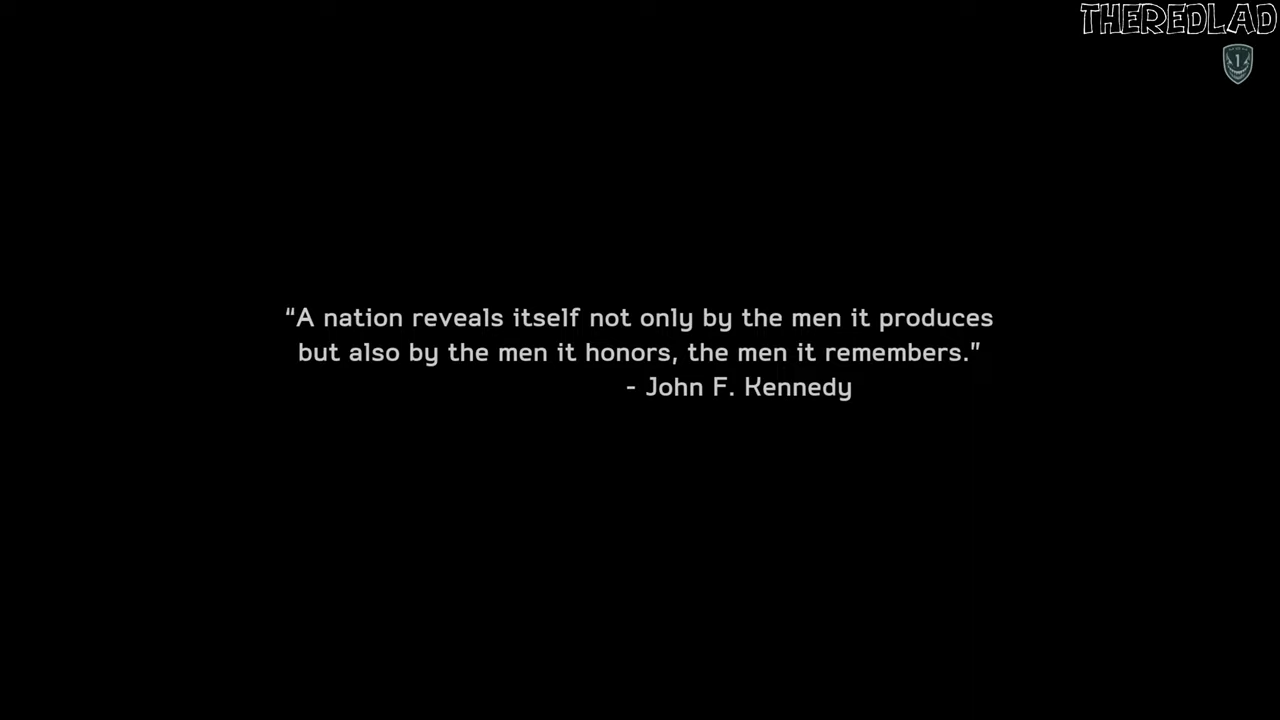 THEREDLAD
1
“A nation reveals itself not only by the men it produces
but also by the men it honors, the men it remembers.”
- John F. Kennedy